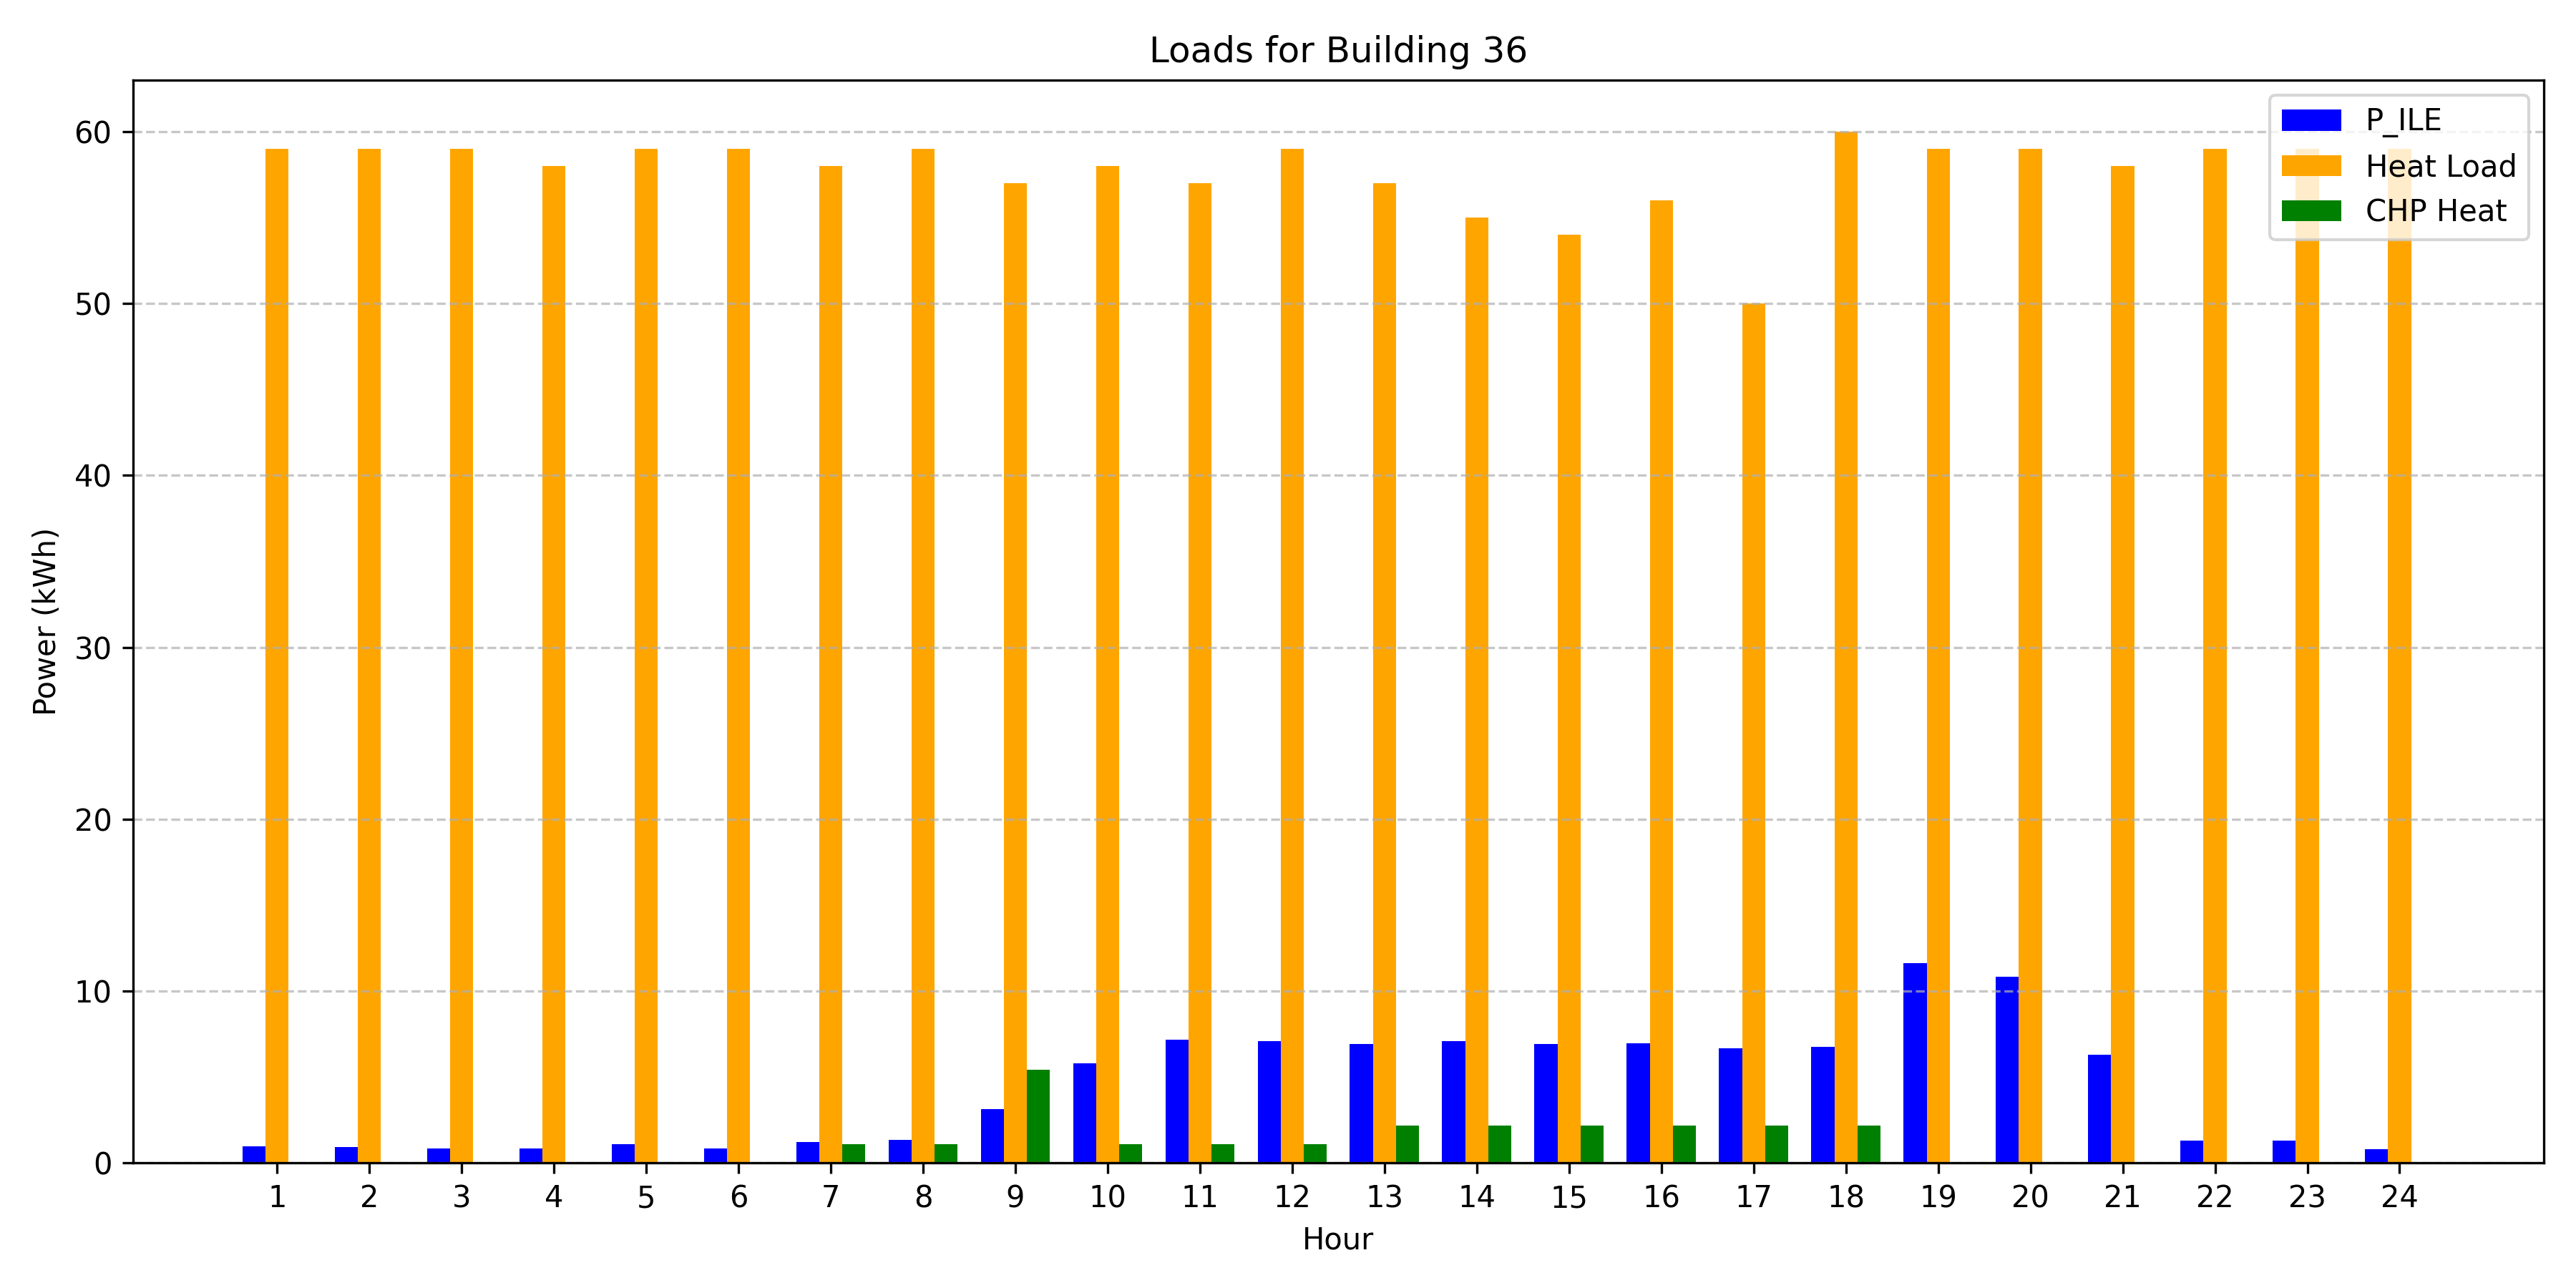 Loads for Building 36
P_ILE
Heat Load
CHP Heat
Power (kWh)
60
50
40
30
20
10
0
1 2 3 4 5 6 7 8 9 10 11 12 13 14 15 16 17 18 19 20 21 22 23 24
Hour